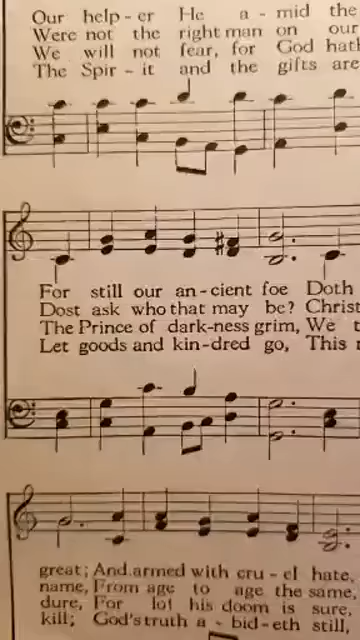 Our help - er He a - mid the
Were not the right man on our
We will not fear, for God hath
The Spir - it and the gifts are
For still our an - cient foe Doth
Dost ask who that may be? Christ
The Prince of dark - ness grim, We
Let goods and kin - dred go, This
great; And armed with cru - el hate,
name, From age to age the same,
dure, For lo! his doom is sure,
kill; God's truth a - bid - eth still,